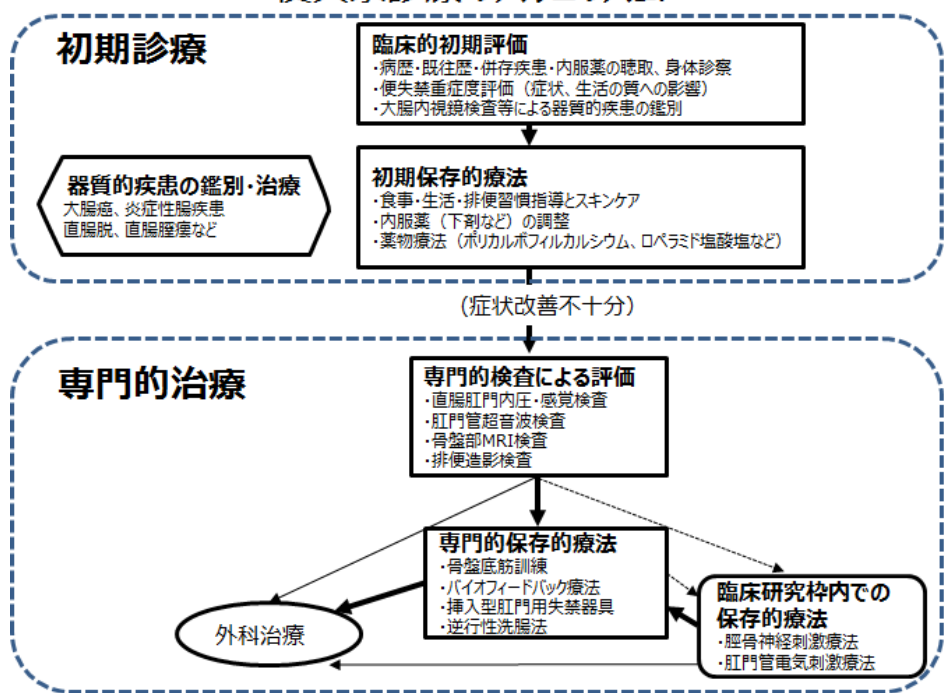 初期診療
臨床的初期評価
・病歴・既往歴・併存疾患・内服薬の聴取、身体診察
・便失禁重症度評価（症状、生活の質への影響）
・大腸内視鏡検査等による器質的疾患の鑑別
器質的疾患の鑑別・治療
大腸癌、炎症性腸疾患
直腸脱、直腸腟瘻など
初期保存的療法
・食事・生活・排便習慣指導とスキンケア
・内服薬（下剤など）の調整
・薬物療法（ポリカルボフィルカルシウム、ロペラミド塩酸塩など）
（症状改善不十分）
専門的治療
専門的検査による評価
・直腸肛門内圧・感覚検査
・肛門管超音波検査
・骨盤部MRI検査
・排便造影検査
専門的保存的療法
・骨盤底筋訓練
・バイオフィードバック療法
・挿入型肛門用失禁器具
・逆行性洗腸法
臨床研究枠内での
保存的療法
・脛骨神経刺激療法
・肛門管電気刺激療法
外科治療